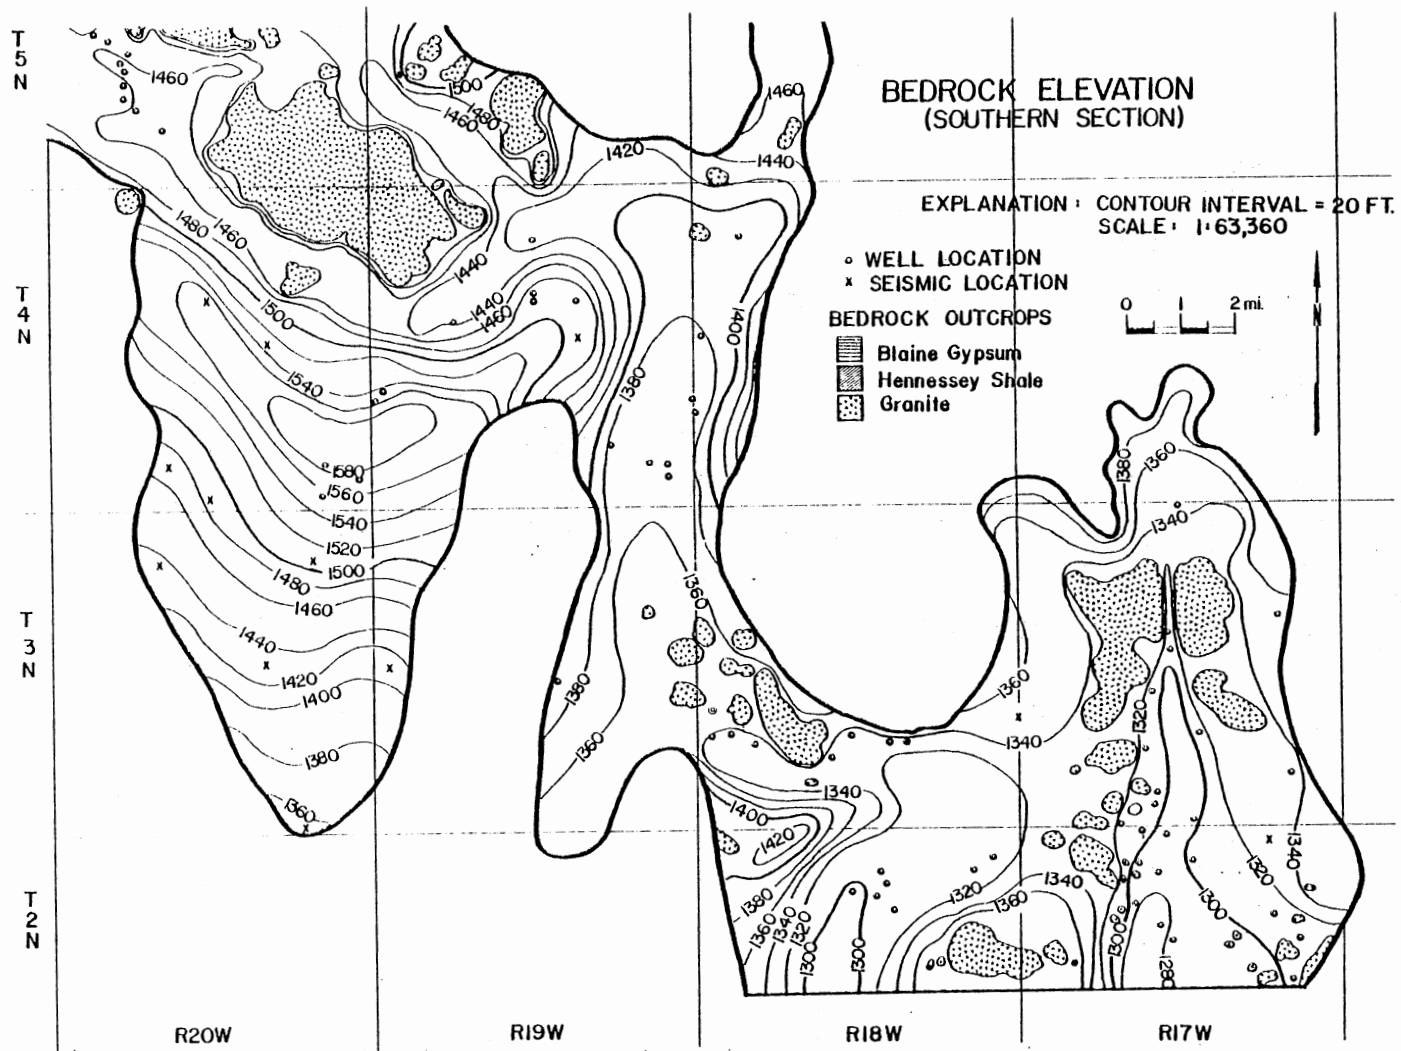 BEDROCK ELEVATION
(SOUTHERN SECTION)
EXPLANATION : CONTOUR INTERVAL = 20 FT.
SCALE : 1:63,360
WELL LOCATION
x SEISMIC LOCATION
BEDROCK OUTCROPS
Blaine Gypsum
Hennessey Shale
Granite
0 1 2 mi.
N
T
5
N
T
4
N
T
3
N
T
2
N
1460
1500
1480
1460
1460
1420
1440
1480
1460
1440
1440
1460
1500
1540
1400
1380
1580
1560
1540
1520
1500
1480
1460
1440
1420
1400
1380
1360
1360
1380
1360
1380
1360
1340
1360
1340
1320
1340
1400
1420
1380
1360
1340
1320
1300
1300
1320
1340
1360
1300
1280
1300
1320
1340
R20W R19W R18W R17W